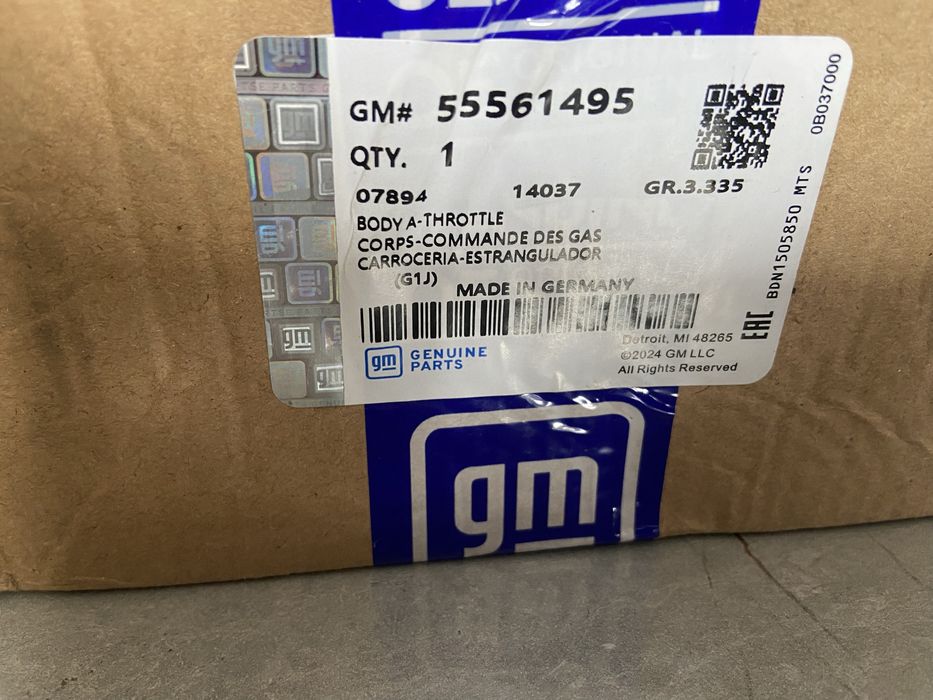 GM# 55561495
QTY. 1
07894 14037 GR.3.335
BODY A-THROTTLE
CORPS-COMMANDE DES GAS
CARROCERIA-ESTRANGULADOR
(G1J) MADE IN GERMANY
gm GENUINE
PARTS
Detroit, MI 48265
©2024 GM LLC
All Rights Reserved
EAC BDN1505850 MTS 0B037000
gm